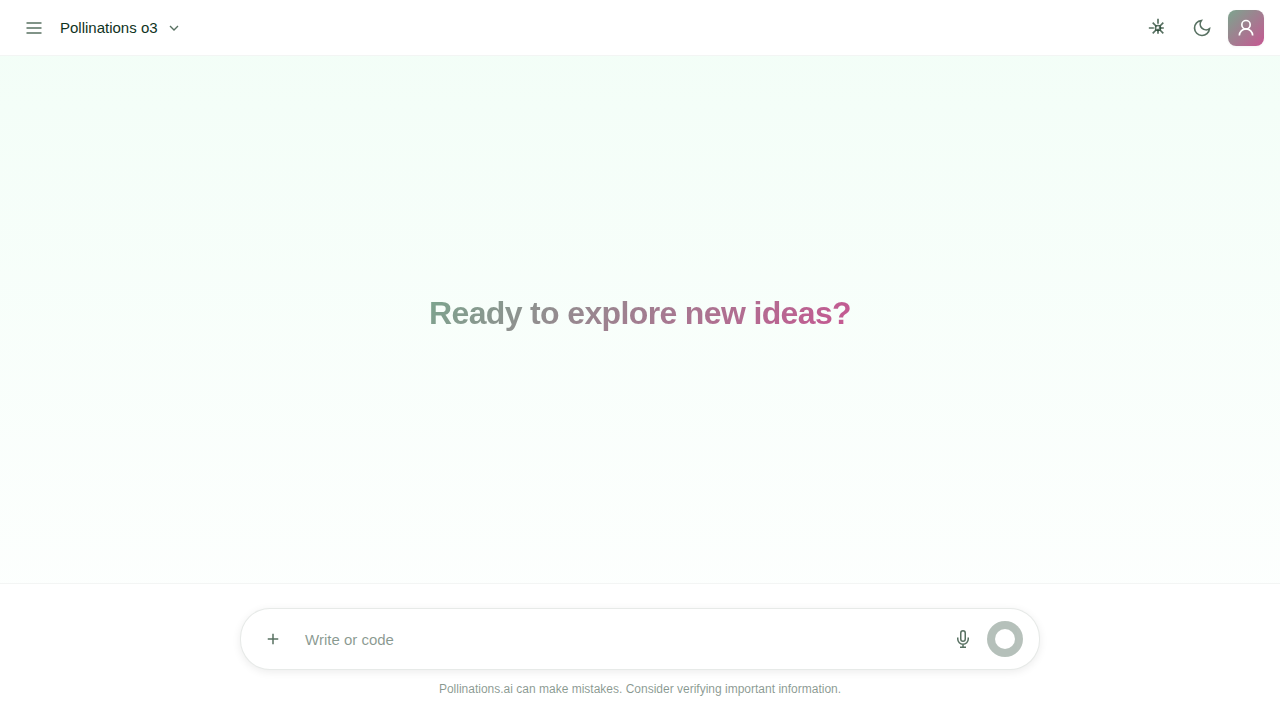 Pollinations o3
Ready to explore new ideas?
Write or code
Pollinations.ai can make mistakes. Consider verifying important information.